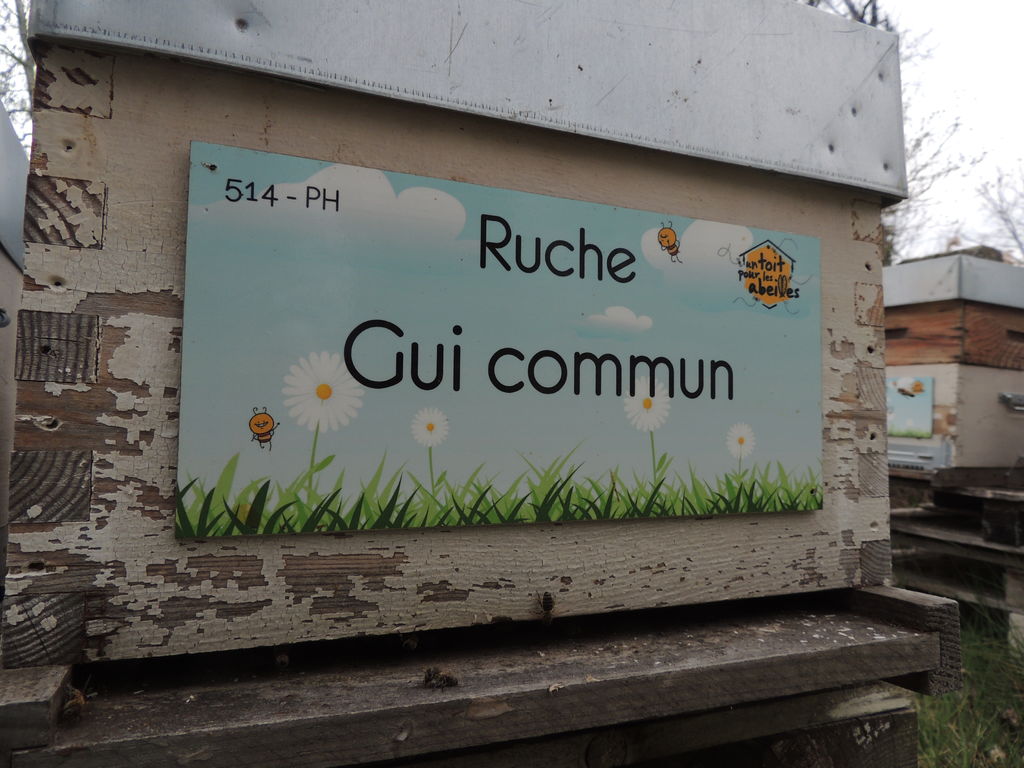 514 - PH
Ruche
Gui commun
un toit
pour les
abeilles